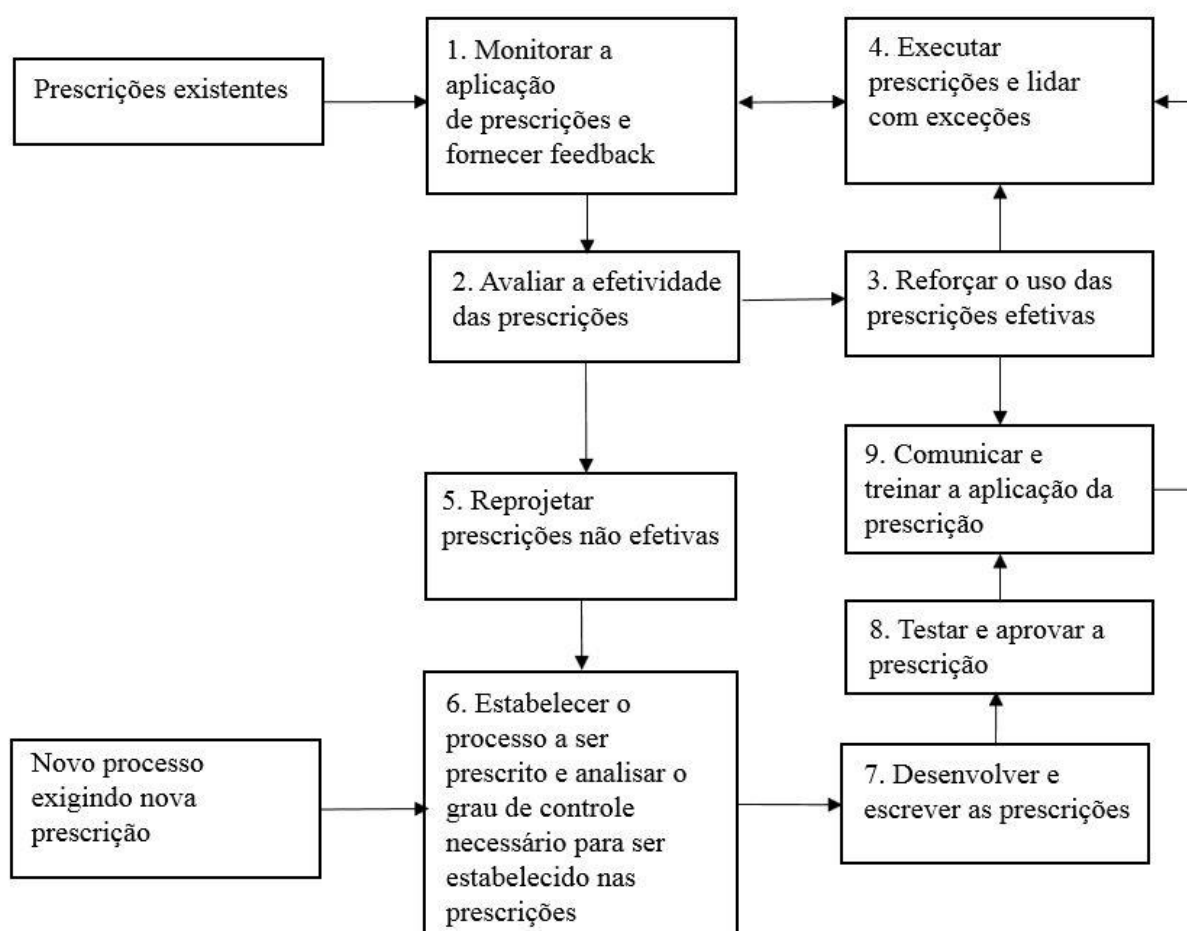 Prescrições existentes
1. Monitorar a
aplicação
de prescrições e
fornecer feedback
4. Executar
prescrições e lidar
com exceções
2. Avaliar a efetividade
das prescrições
3. Reforçar o uso das
prescrições efetivas
5. Reprojetar
prescrições não efetivas
9. Comunicar e
treinar a aplicação da
prescrição
8. Testar e aprovar a
prescrição
Novo processo
exigindo nova
prescrição
6. Estabelecer o
processo a ser
prescrito e analisar o
grau de controle
necessário para ser
estabelecido nas
prescrições
7. Desenvolver e
escrever as prescrições